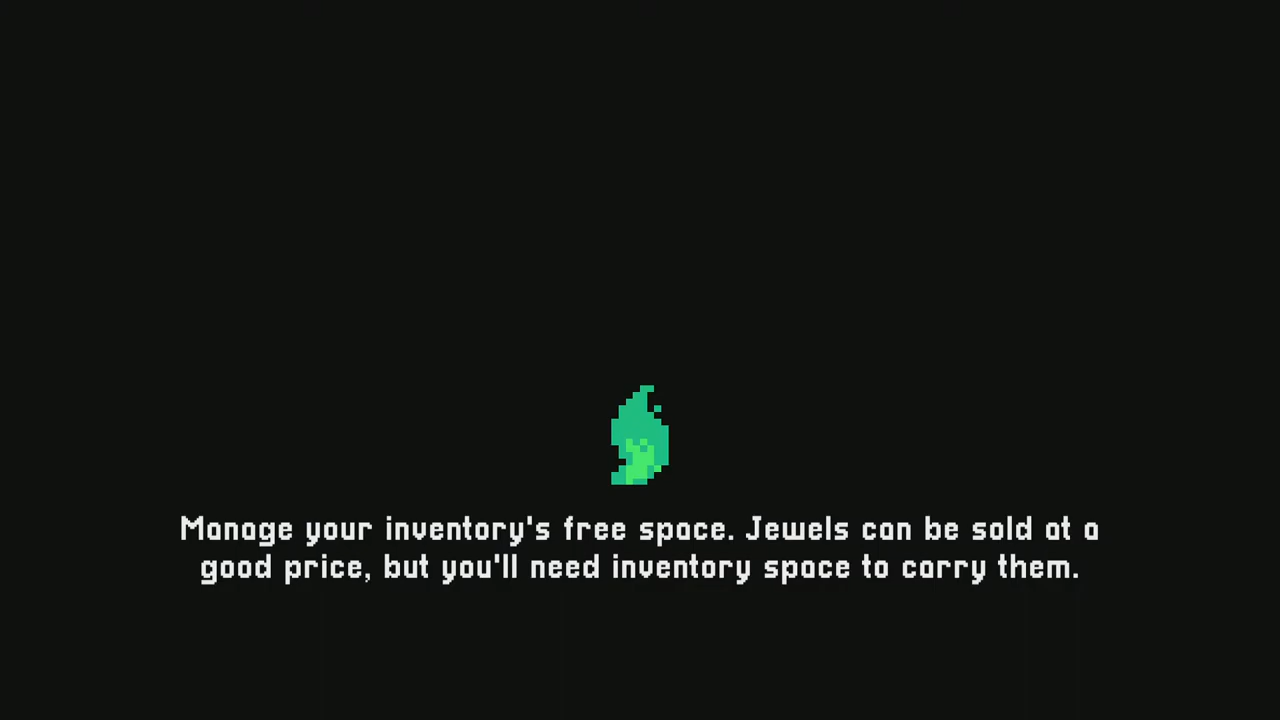 Manage your inventory's free space. Jewels can be sold at a
good price, but you'll need inventory space to carry them.